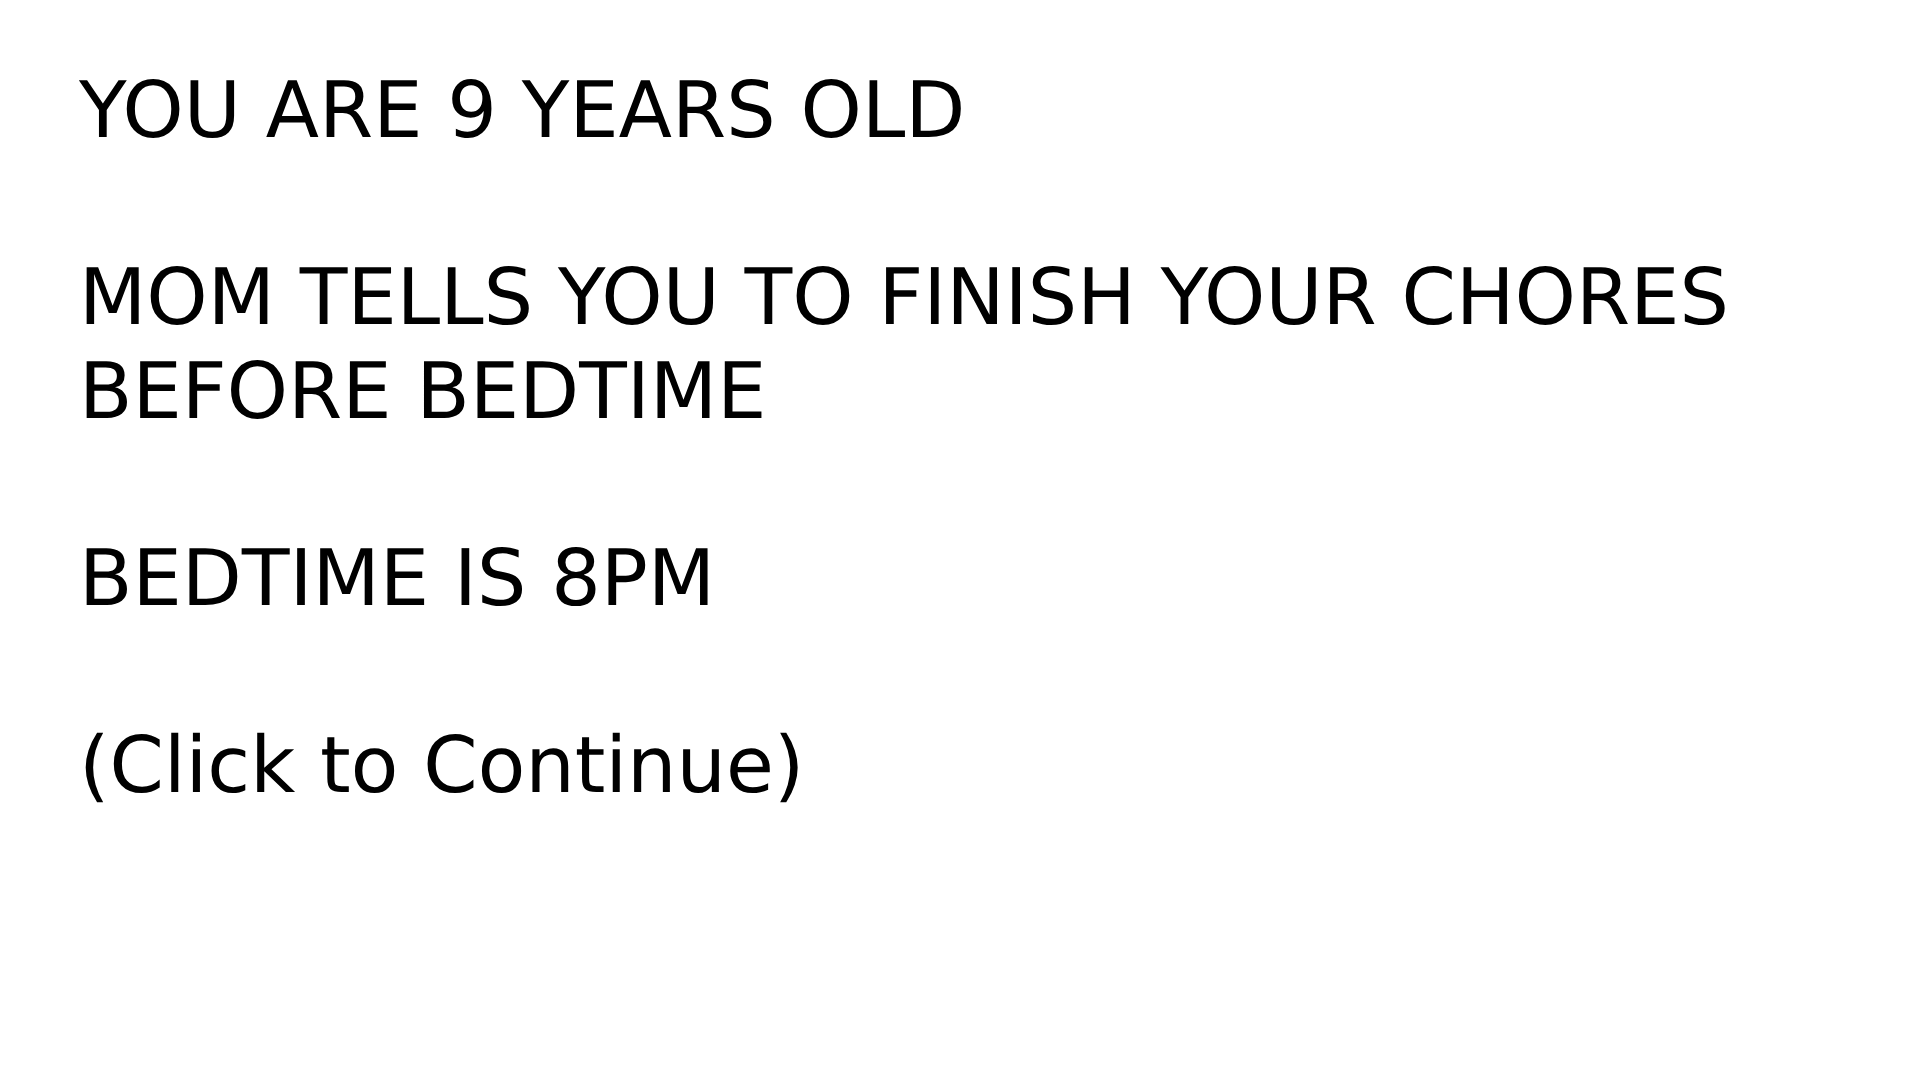 YOU ARE 9 YEARS OLD
MOM TELLS YOU TO FINISH YOUR CHORES
BEFORE BEDTIME
BEDTIME IS 8PM
(Click to Continue)